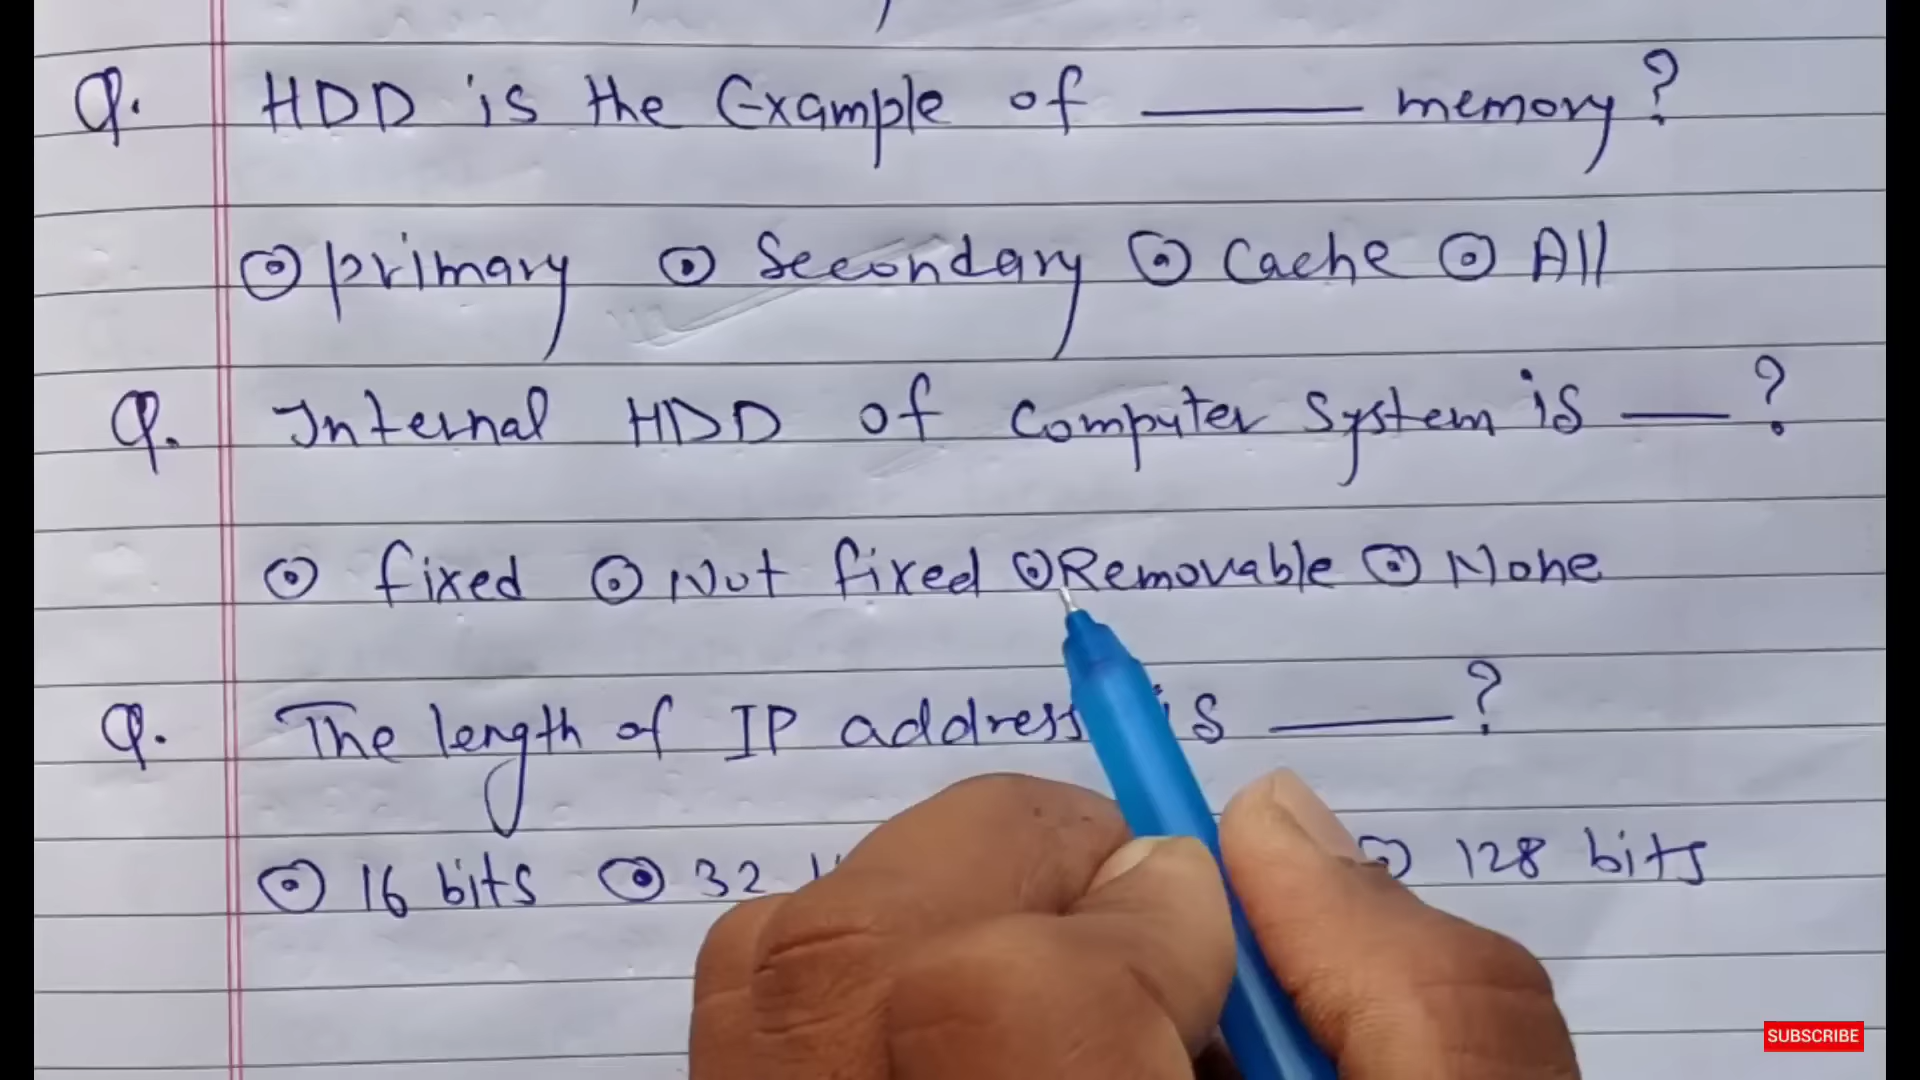 Q. HDD is the Example of ______ memory?
⊙ primary ⊙ Secondary ⊙ Cache ⊙ All
Q. Internal HDD of Computer System is ___?
⊙ fixed ⊙ Not fixed ⊙ Removable ⊙ None
Q. The length of IP address is _____?
⊙ 16 bits ⊙ 32 ⊙ 128 bits
SUBSCRIBE